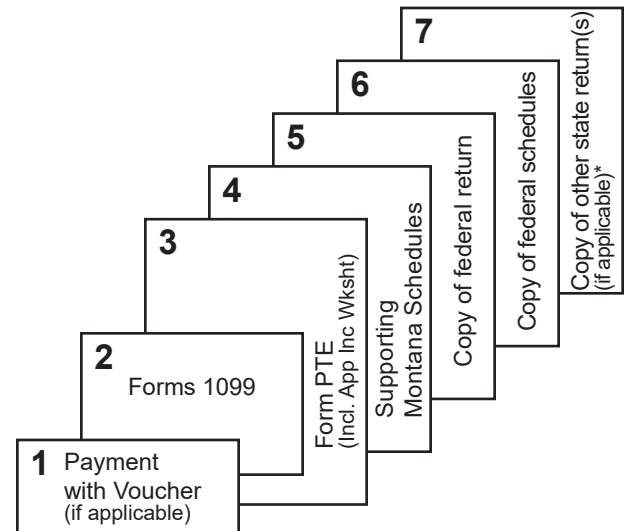 7
Copy of other state return(s)
(if applicable)*
6
Copy of federal schedules
5
Copy of federal return
4
Supporting
Montana Schedules
3
Form PTE
(Incl. App Inc Wksht)
2
Forms 1099
1 Payment
with Voucher
(if applicable)